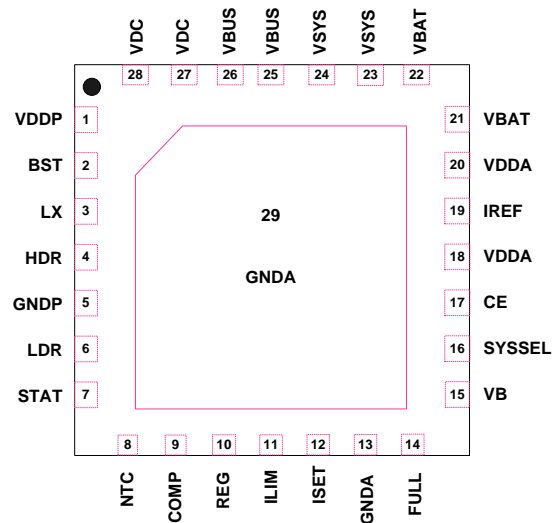 VDC VDC VBUS VBUS VSYS VSYS VBAT
28 27 26 25 24 23 22
VDDP 1 21 VBAT
BST 2 20 VDDA
LX 3 19 IREF
29
HDR 4 18 VDDA
GNDA
GNDP 5 17 CE
LDR 6 16 SYSSEL
STAT 7 15 VB
8 9 10 11 12 13 14
NTC COMP REG ILIM ISET GNDA FULL